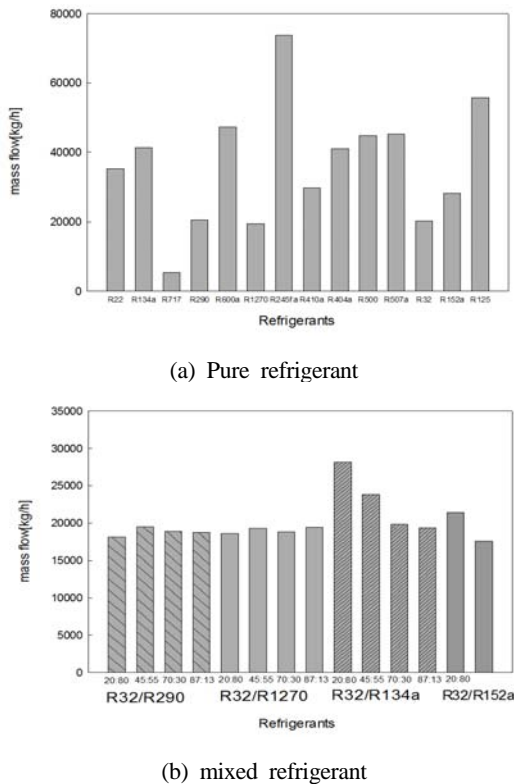 80000
60000
40000
20000
0
mass flow[kg/h]
R22 R134a R717 R290 R600a R1270 R245fa R410a R404a R500 R507a R32 R152a R125
Refrigerants
(a) Pure refrigerant
35000
30000
25000
20000
15000
10000
5000
0
mass flow[kg/h]
20:80 45:55 70:30 87:13 20:80 45:55 70:30 87:13 20:80 45:55 70:30 87:13 20:80
R32/R290 R32/R1270 R32/R134a R32/R152a
Refrigerants
(b) mixed refrigerant